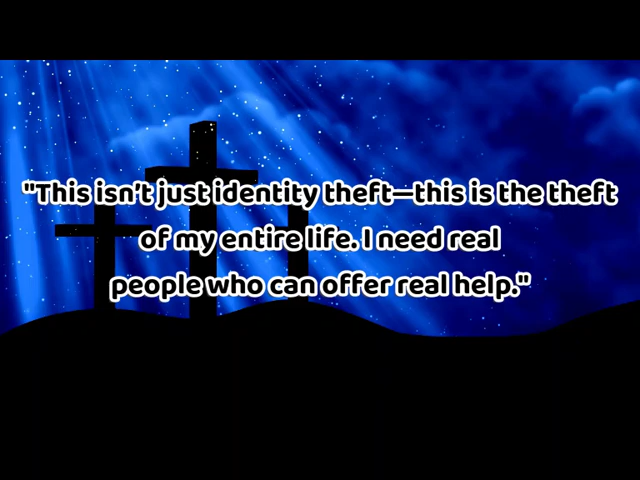 "This isn't just identity theft—this is the theft
of my entire life. I need real
people who can offer real help."